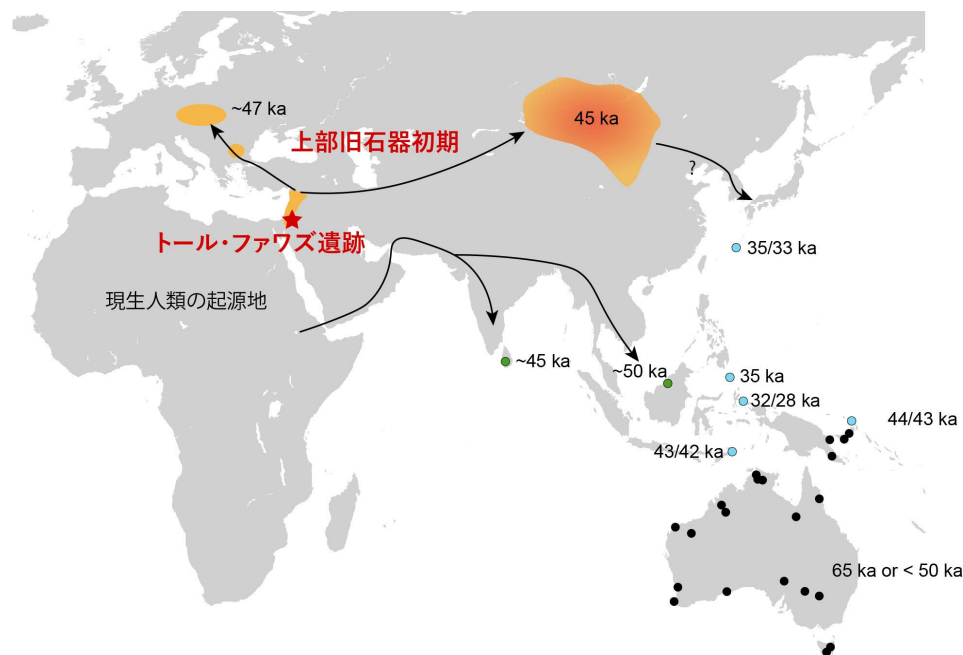 ~47 ka
上部旧石器初期
45 ka
?
トール・ファワズ遺跡
35/33 ka
現生人類の起源地
~45 ka
~50 ka
35 ka
32/28 ka
44/43 ka
43/42 ka
65 ka or < 50 ka